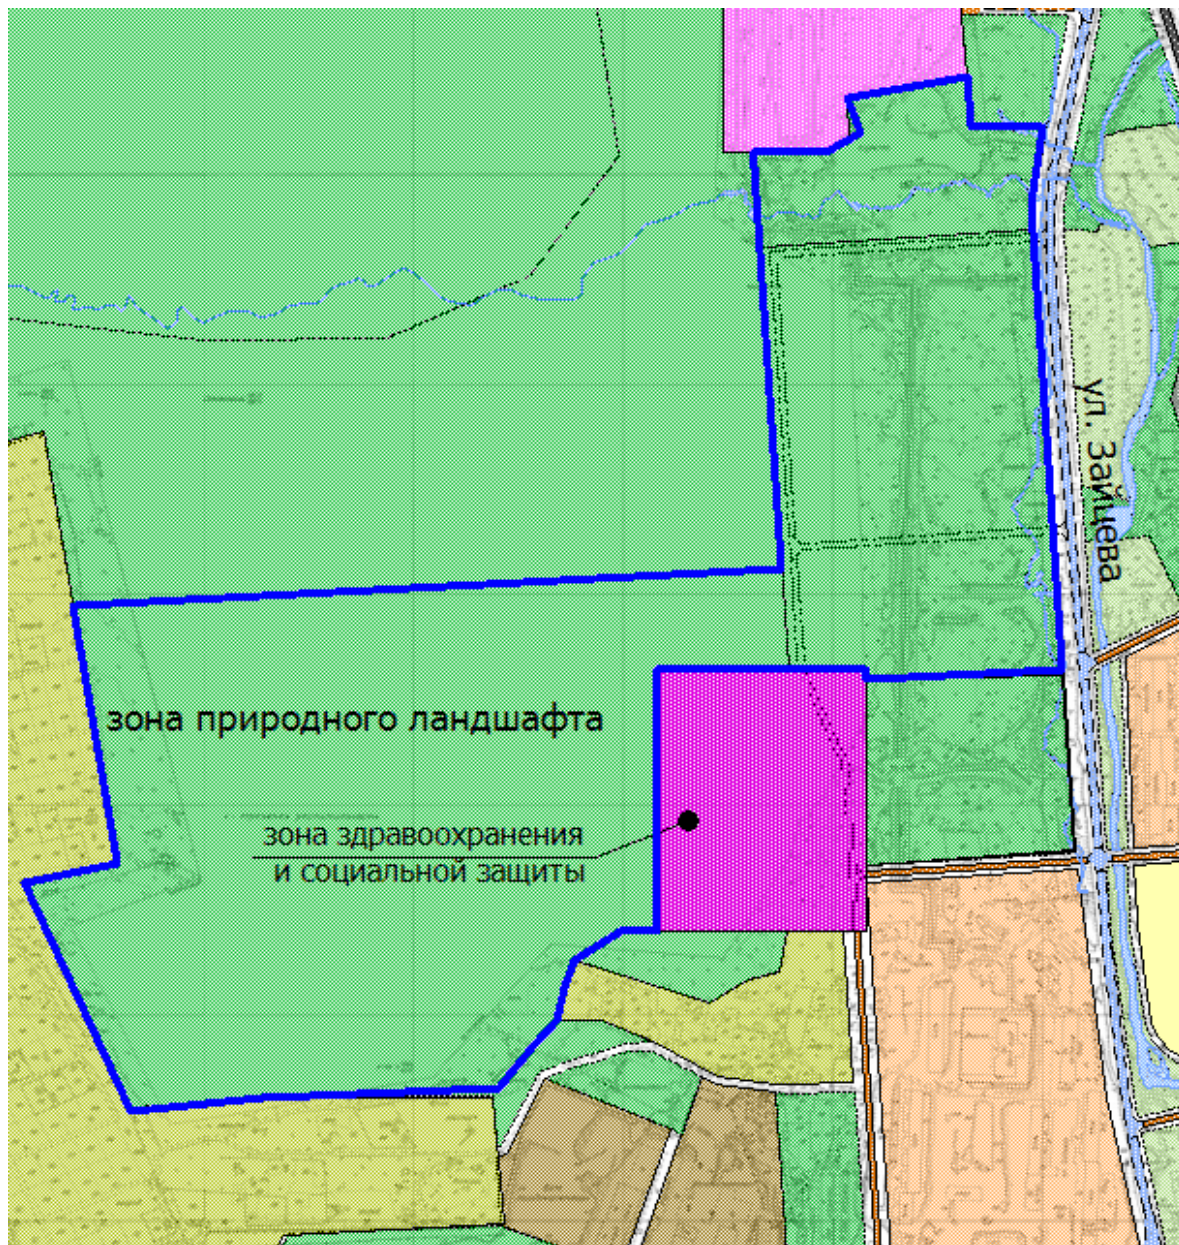 ул. Зайцева
зона природного ландшафта
зона здравоохранения
и социальной защиты